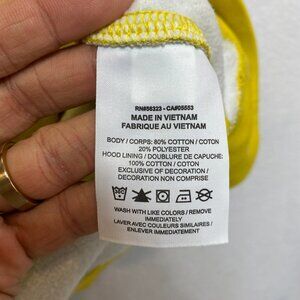 RN#56323 - CA#05553
MADE IN VIETNAM
FABRIQUE AU VIETNAM
BODY / CORPS: 80% COTTON / COTON
20% POLYESTER
HOOD LINING / DOUBLURE DE CAPUCHE:
100% COTTON / COTON
EXCLUSIVE OF DECORATION /
DECORATION NON COMPRISE
WASH WITH LIKE COLORS / REMOVE
IMMEDIATELY
LAVER AVEC COULEURS SIMILAIRES /
ENLEVER IMMEDIATEMENT